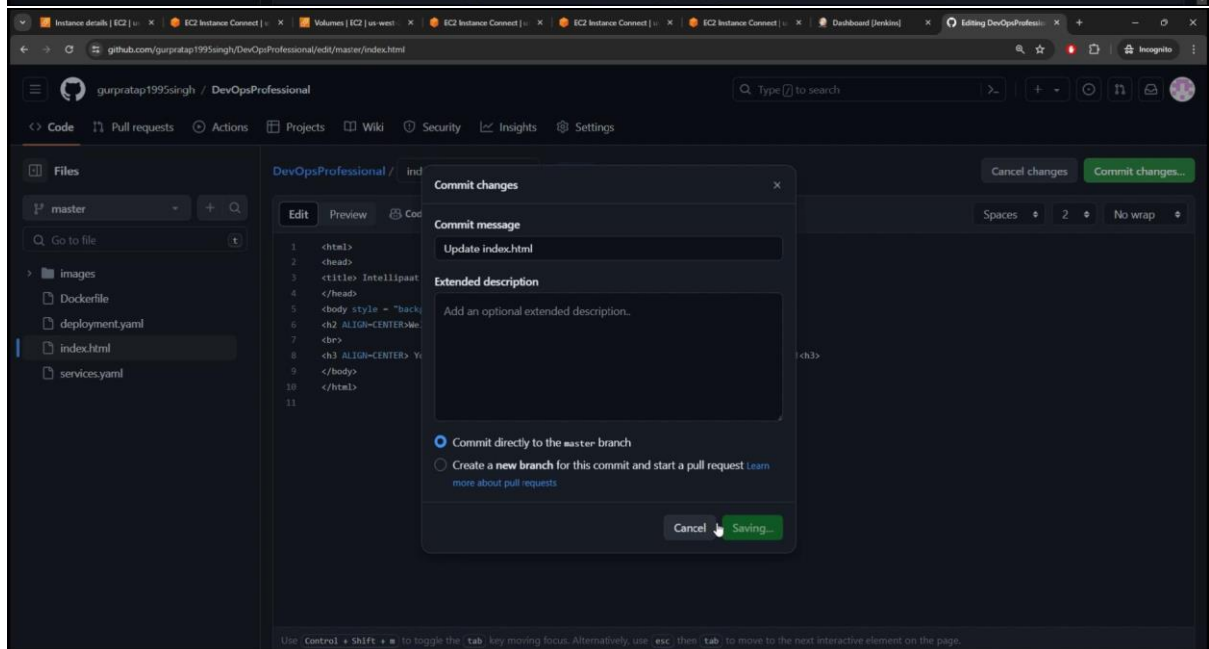 Instance details | EC2 | u
EC2 Instance Connect |
Volumes | EC2 | us-west
EC2 Instance Connect | u
EC2 Instance Connect | u
EC2 Instance Connect | u
Dashboard [Jenkins]
Editing DevOpsProfessio
github.com/gurpratap1995singh/DevOpsProfessional/edit/master/index.html
Incognito
gurpratap1995singh / DevOpsProfessional
Type / to search
Code
Pull requests
Actions
Projects
Wiki
Security
Insights
Settings
Files
DevOpsProfessional /
Cancel changes
Commit changes...
master
Go to file
t
images
Dockerfile
deployment.yaml
index.html
services.yaml
Edit
Preview
Spaces
2
No wrap
1 <html>
2 <head>
3 <title> Intellipaat
4 </head>
5 <body style = "back
6 <h2 ALIGN=CENTER>We
7 <br>
8 <h3 ALIGN=CENTER> Yo
<h3>
9 </body>
10 </html>
11
Commit changes
Commit message
Update index.html
Extended description
Add an optional extended description..
Commit directly to the master branch
Create a new branch for this commit and start a pull request Learn
more about pull requests
Cancel
Saving...
Use Control + Shift + m to toggle the tab key moving focus. Alternatively, use esc then tab to move to the next interactive element on the page.